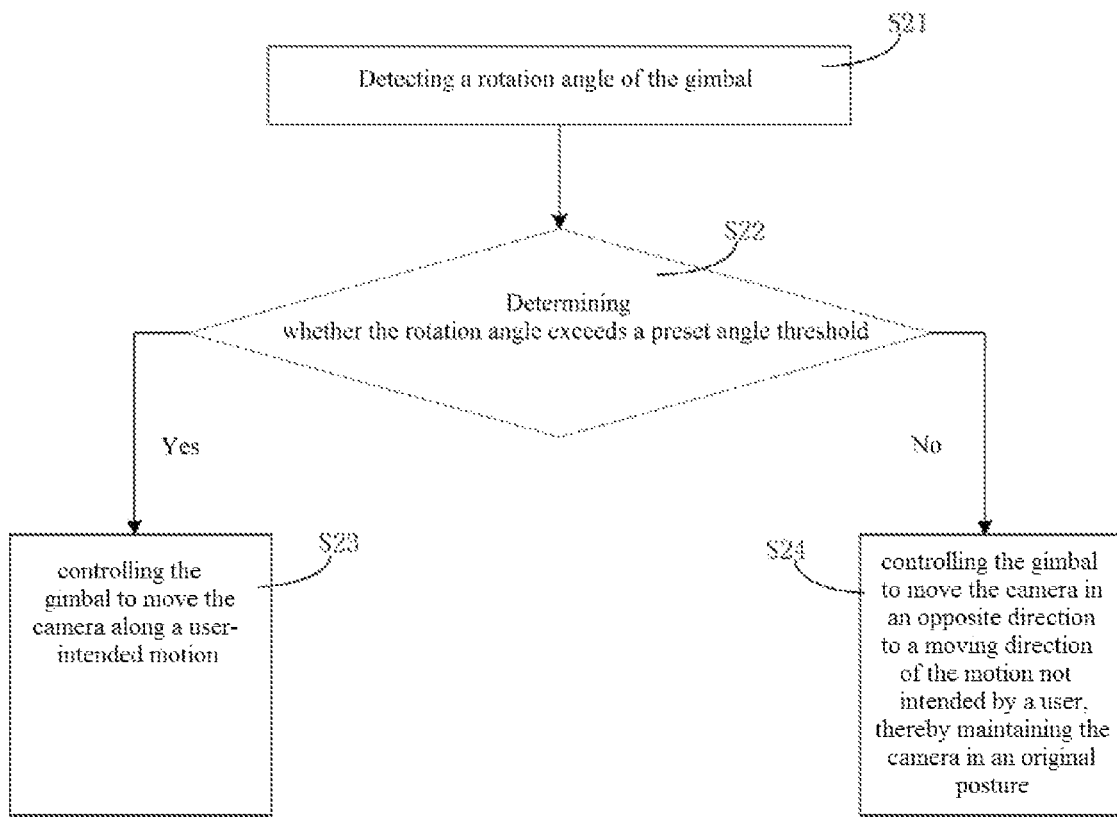 S21
Detecting a rotation angle of the gimbal
S22
Determining
whether the rotation angle exceeds a preset angle threshold
Yes
No
S23
controlling the
gimbal to move the
camera along a user-
intended motion
S24
controlling the gimbal
to move the camera in
an opposite direction
to a moving direction
of the motion not
intended by a user,
thereby maintaining the
camera in an original
posture